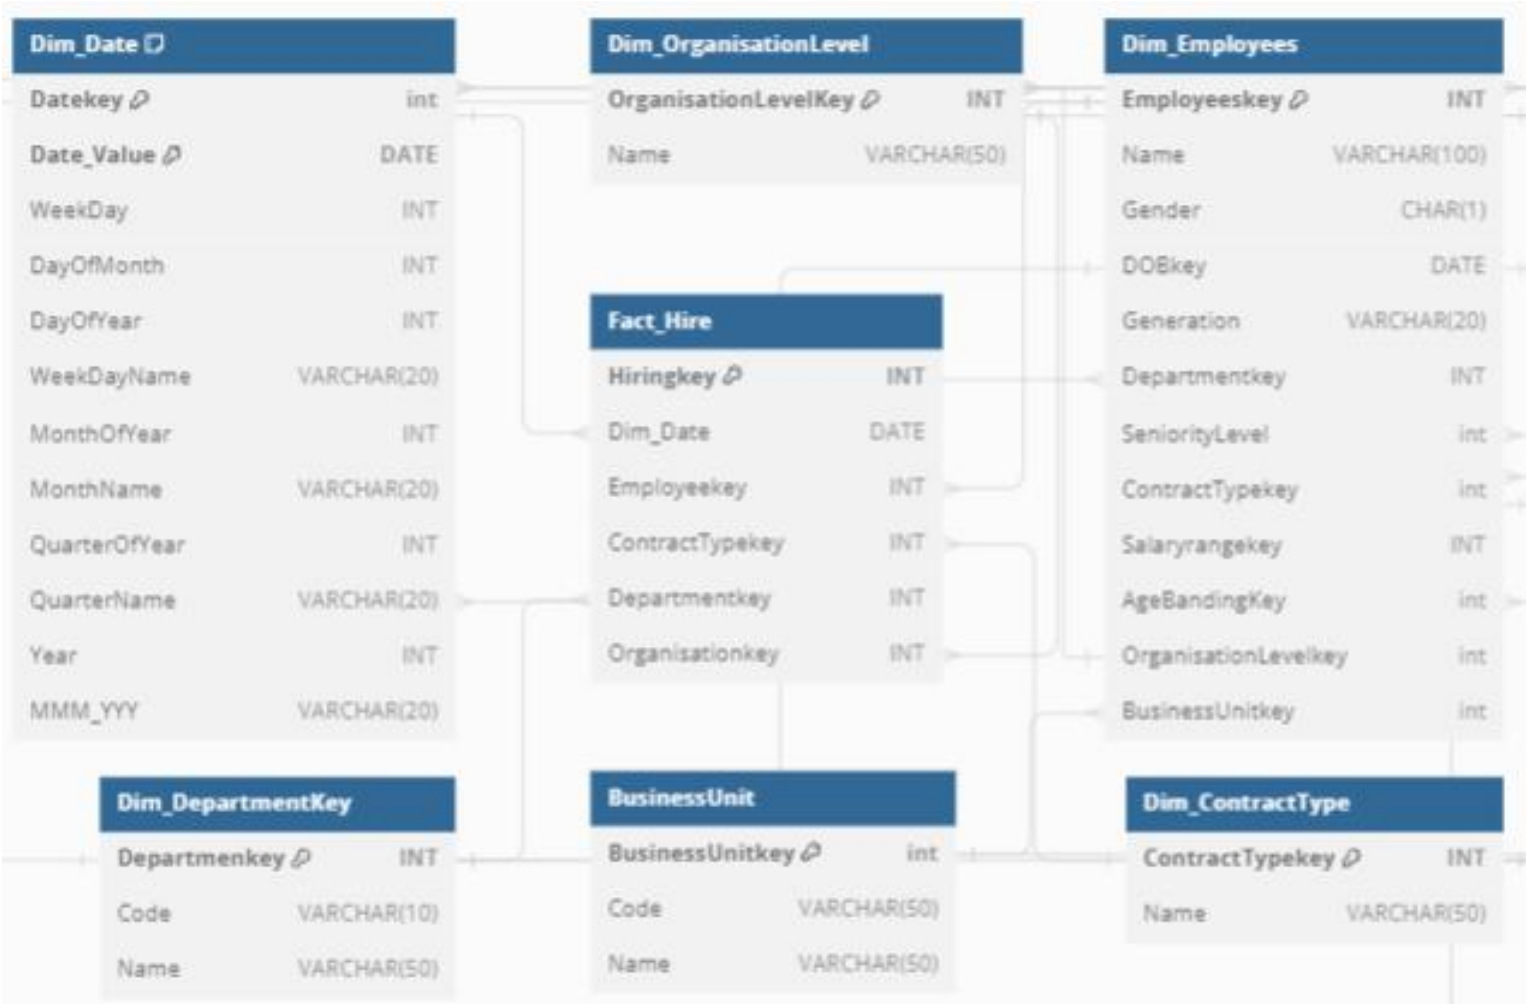 Dim_Date
Datekey int
Date_Value DATE
WeekDay INT
DayOfMonth INT
DayOfYear INT
WeekDayName VARCHAR(20)
MonthOfYear INT
MonthName VARCHAR(20)
QuarterOfYear INT
QuarterName VARCHAR(20)
Year INT
MMM_YYY VARCHAR(20)
Dim_OrganisationLevel
OrganisationLevelKey INT
Name VARCHAR(50)
Dim_Employees
Employeeskey INT
Name VARCHAR(100)
Gender CHAR(1)
DOBkey DATE
Generation VARCHAR(20)
Departmentkey INT
SeniorityLevel int
ContractTypekey int
Salaryrangekey INT
AgeBandingKey int
OrganisationLevelkey int
BusinessUnitkey int
Fact_Hire
Hiringkey INT
Dim_Date DATE
Employeekey INT
ContractTypekey INT
Departmentkey INT
Organisationkey INT
Dim_DepartmentKey
Departmenkey INT
Code VARCHAR(10)
Name VARCHAR(50)
BusinessUnit
BusinessUnitkey int
Code VARCHAR(50)
Name VARCHAR(50)
Dim_ContractType
ContractTypekey INT
Name VARCHAR(50)